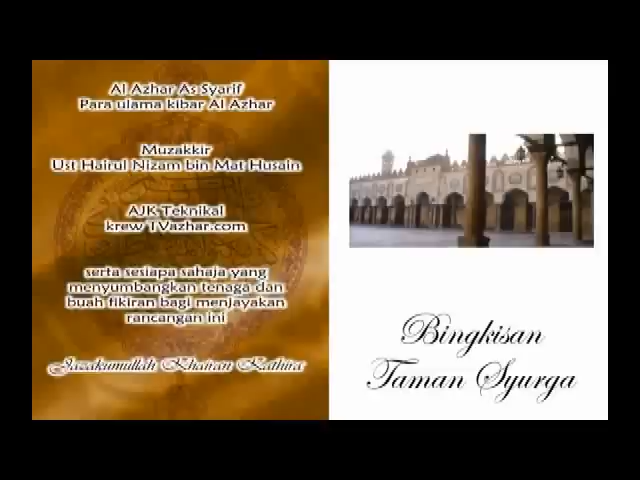 Al Azhar As Syarif
Para ulama kibar Al Azhar
Muzakkir
Ust Hairul Nizam bin Mat Husain
AJK Teknikal
krew TVazhar.com
serta sesiapa sahaja yang
menyumbangkan tenaga dan
buah fikiran bagi menjayakan
rancangan ini
Jazakumullah Khairan Kathira
Bingkisan
Taman Syurga